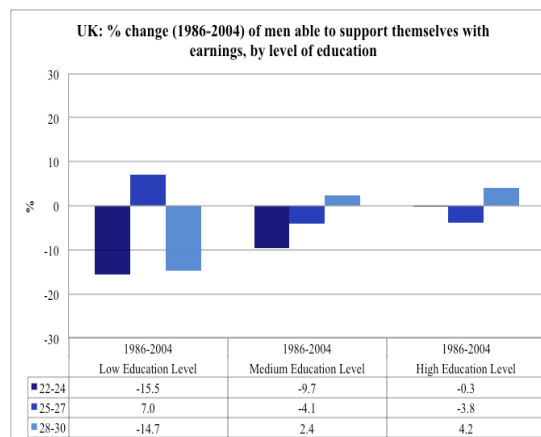 UK: % change (1986-2004) of men able to support themselves with
earnings, by level of education
30
20
10
0
-10
-20
-30
%
1986-2004 1986-2004 1986-2004
Low Education Level Medium Education Level High Education Level
22-24 -15.5 -9.7 -0.3
25-27 7.0 -4.1 -3.8
28-30 -14.7 2.4 4.2